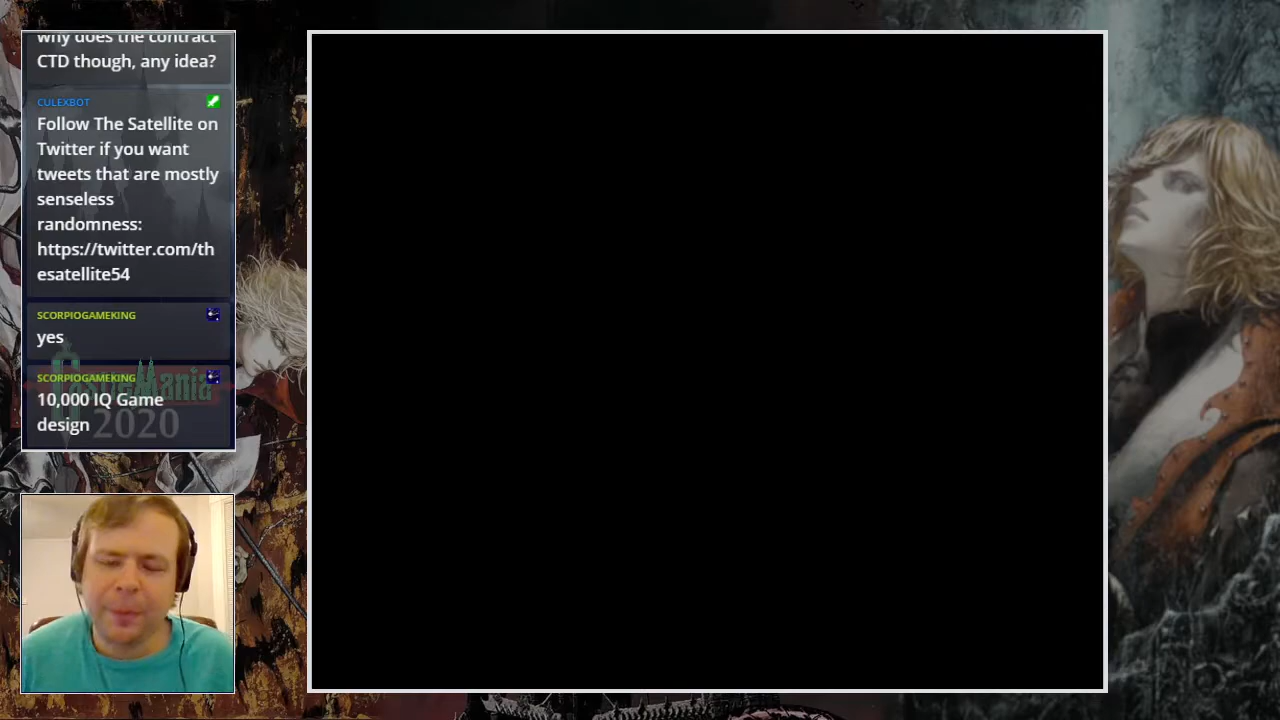 why does the contract
CTD though, any idea?
CULEXBOT
Follow The Satellite on
Twitter if you want
tweets that are mostly
senseless
randomness:
https://twitter.com/th
esatellite54
SCORPIOGAMEKING
yes
SCORPIOGAMEKING
10,000 IQ Game
design
CastleMania
2020